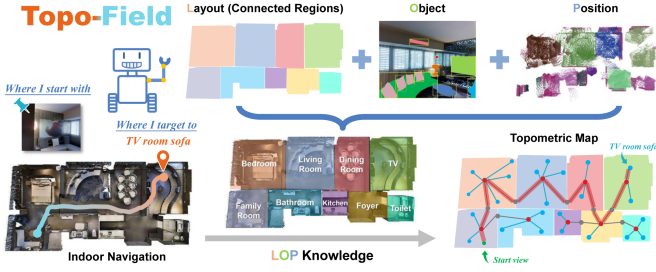 Topo-Field
Layout (Connected Regions)
Object
Position
Where I start with
Where I target to
TV room sofa
Bedroom
Living
Room
Dining
Room
TV
Family
Room
Bathroom
Kitchen
Foyer
Toilet
Topometric Map
TV room sofa
Start view
Indoor Navigation
LOP Knowledge